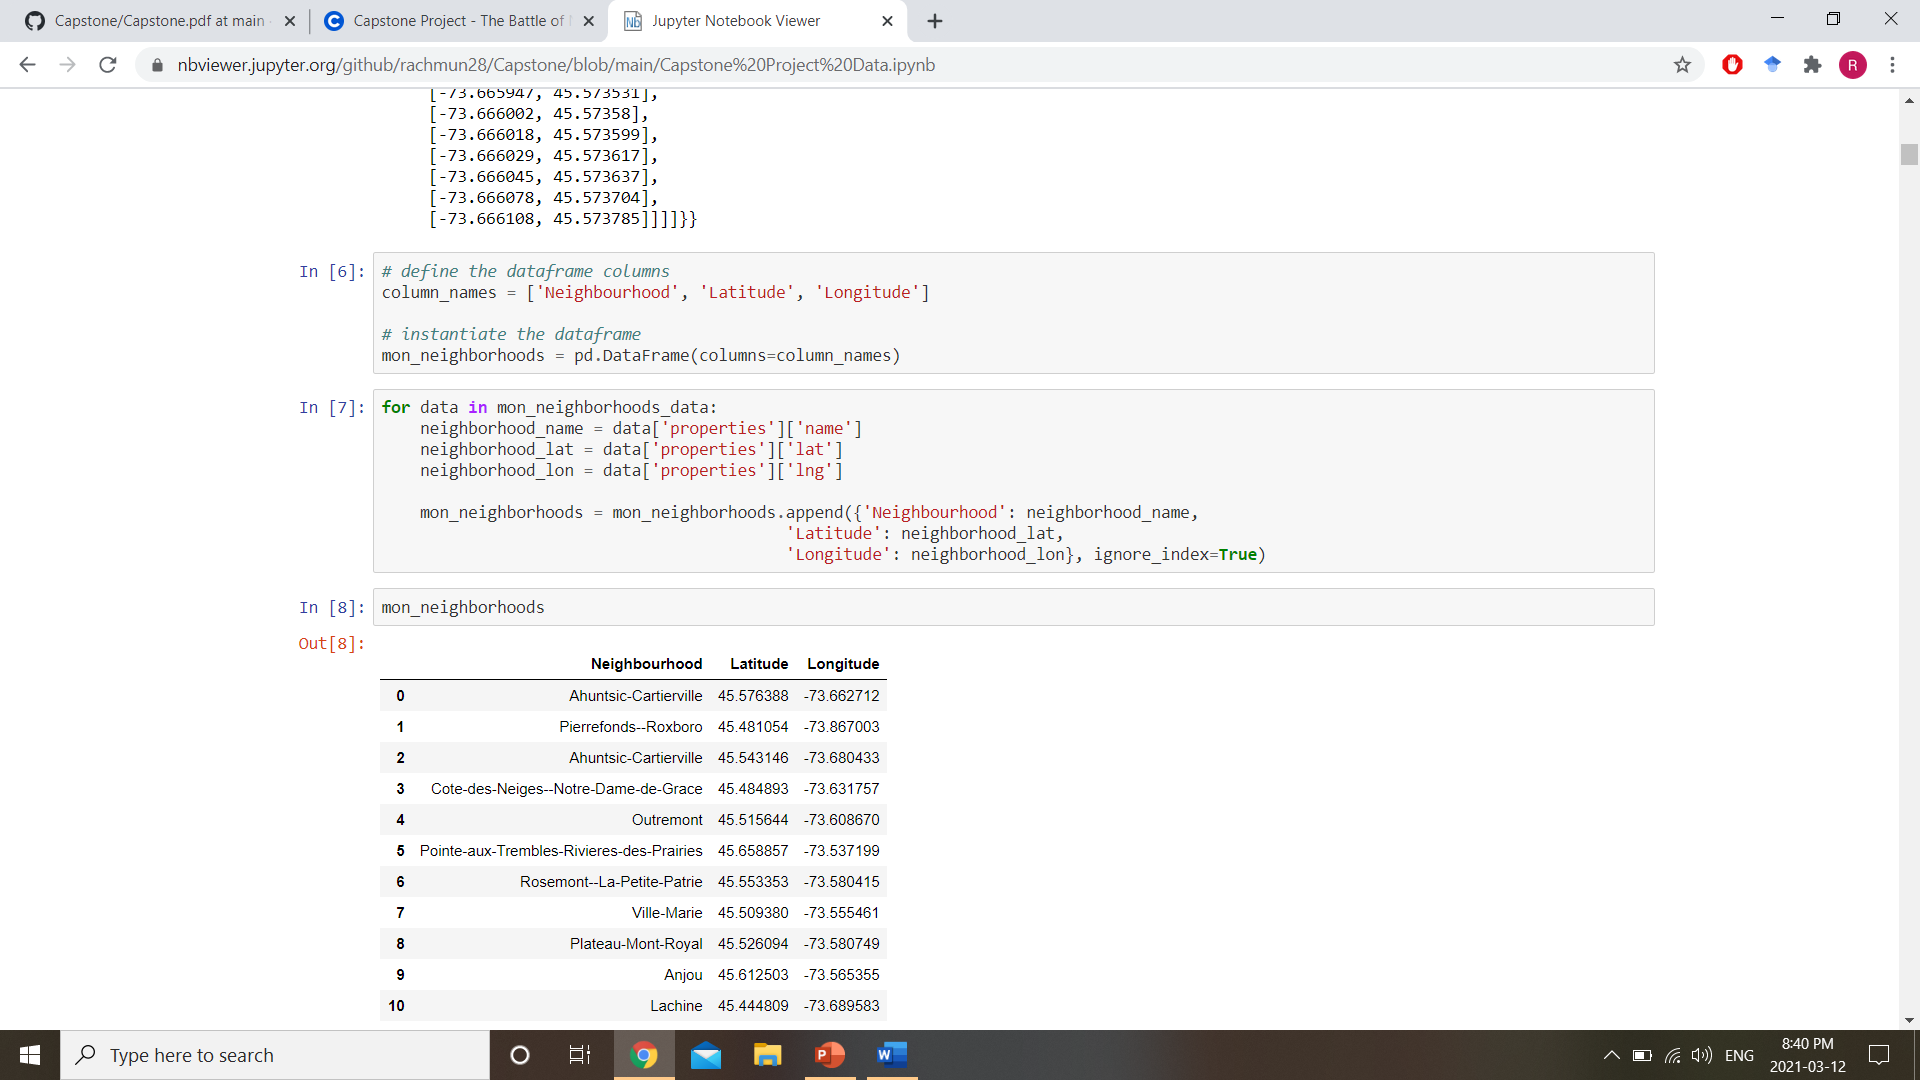 Capstone/Capstone.pdf at main
Capstone Project - The Battle of
Jupyter Notebook Viewer
nbviewer.jupyter.org/github/rachmun28/Capstone/blob/main/Capstone%20Project%20Data.ipynb
R
[-73.665947, 45.573531],
[-73.666002, 45.57358],
[-73.666018, 45.573599],
[-73.666029, 45.573617],
[-73.666045, 45.573637],
[-73.666078, 45.573704],
[-73.666108, 45.573785]]]]}}
In [6]:
# define the dataframe columns
column_names = ['Neighbourhood', 'Latitude', 'Longitude']
# instantiate the dataframe
mon_neighborhoods = pd.DataFrame(columns=column_names)
In [7]:
for data in mon_neighborhoods_data:
    neighborhood_name = data['properties']['name']
    neighborhood_lat = data['properties']['lat']
    neighborhood_lon = data['properties']['lng']
    mon_neighborhoods = mon_neighborhoods.append({'Neighbourhood': neighborhood_name,
                                          'Latitude': neighborhood_lat,
                                          'Longitude': neighborhood_lon}, ignore_index=True)
In [8]:
mon_neighborhoods
Out[8]:
Neighbourhood Latitude Longitude
0 Ahuntsic-Cartierville 45.576388 -73.662712
1 Pierrefonds--Roxboro 45.481054 -73.867003
2 Ahuntsic-Cartierville 45.543146 -73.680433
3 Cote-des-Neiges--Notre-Dame-de-Grace 45.484893 -73.631757
4 Outremont 45.515644 -73.608670
5 Pointe-aux-Trembles-Rivieres-des-Prairies 45.658857 -73.537199
6 Rosemont--La-Petite-Patrie 45.553353 -73.580415
7 Ville-Marie 45.509380 -73.555461
8 Plateau-Mont-Royal 45.526094 -73.580749
9 Anjou 45.612503 -73.565355
10 Lachine 45.444809 -73.689583
Type here to search
ENG
8:40 PM
2021-03-12